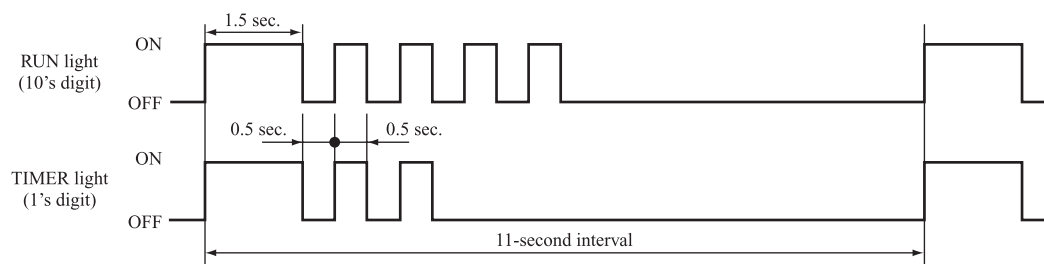 1.5 sec.
ON
RUN light
(10's digit)
OFF
0.5 sec.
0.5 sec.
ON
TIMER light
(1's digit)
OFF
11-second interval